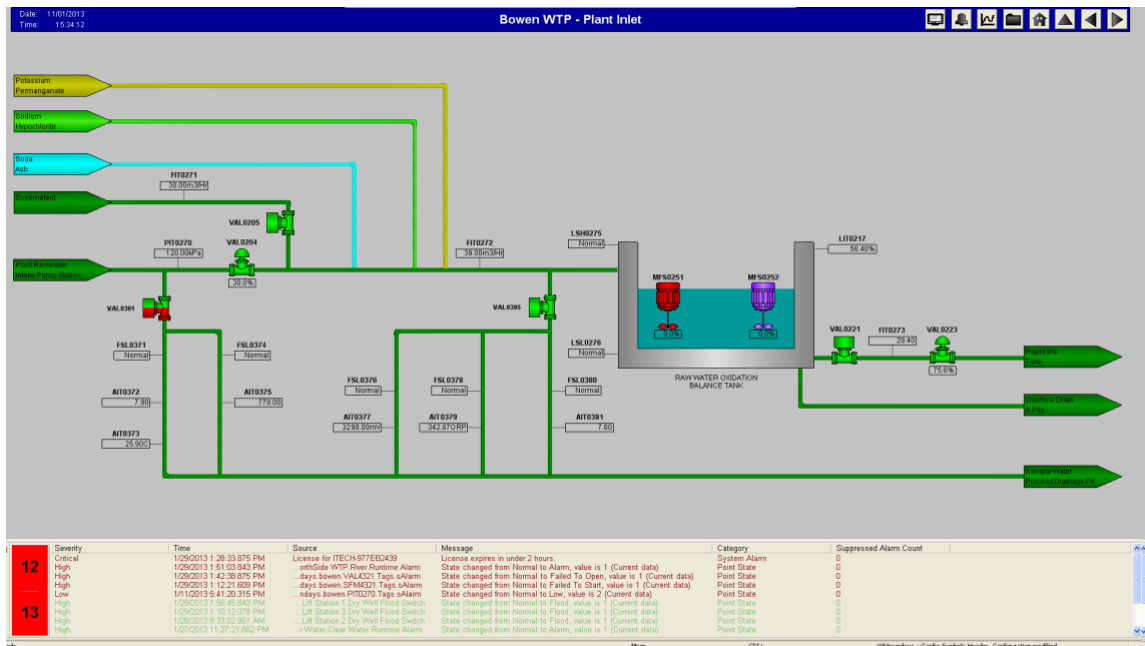 Date: 11/01/2013
Time: 15:34:12
Bowen WTP - Plant Inlet
Potassium
Permanganate
Sodium
Hypochlorite
Boda
Ash
FIT0271
30.00m3/Hr
Supernatant
VAL0205
PIT0270
120.00kPa
VAL0204
30.0%
FIT0272
39.00m3/Hr
LSH0275
Normal
LIT0217
56.40%
Plant Rainwater
Intake Pump Station
MFS0251
0.0%
MFS0252
0.0%
VAL0301
VAL0305
VAL0221
FIT0273
29.40
VAL0223
75.6%
FSL0371
Normal
FSL0374
Normal
LSL0276
Normal
Rapid Mix
Tank
RAW WATER OXIDATION
BALANCE TANK
FSL0376
Normal
FSL0378
Normal
FSL0380
Normal
AIT0372
7.90
AIT0375
778.00
Overflow Drain
& Pits
AIT0377
3298.00mV
AIT0379
342.87ORP
AIT0381
7.60
AIT0373
25.90C
Sample Water
Process Drainage Pit
Severity Time Source Message Category Suppressed Alarm Count
12
13
Critical 1/29/2013 1:28:33.875 PM License for ITECH-977EB2439 License expires in under 2 hours. System Alarm 0
High 1/29/2013 1:51:03.843 PM ...orthSide WTP.River.Runtime Alarm State changed from Normal to Alarm, value is 1 (Current data) Point State 0
High 1/29/2013 1:42:38.875 PM ...days.bowen.VAL4321.Tags.sAlarm State changed from Normal to Failed To Open, value is 1 (Current data) Point State 0
High 1/29/2013 1:12:21.609 PM ...days.bowen.SFM4321.Tags.sAlarm State changed from Normal to Failed To Start, value is 1 (Current data) Point State 0
Low 1/11/2013 5:41:20.315 PM ...ndays.bowen.PIT0270.Tags.sAlarm State changed from Normal to Low, value is 2 (Current data) Point State 0
High 1/29/2013 1:56:45.843 PM ...Lift Station 1.Dry Well Flood Switch State changed from Normal to Flood, value is 1 (Current data) Point State 0
High 1/29/2013 1:10:12.078 PM ...Lift Station 3.Dry Well Flood Switch State changed from Normal to Flood, value is 1 (Current data) Point State 0
High 1/28/2013 9:33:02.861 AM ...Lift Station 2.Dry Well Flood Switch State changed from Normal to Flood, value is 1 (Current data) Point State 0
High 1/27/2013 11:27:21.862 PM ...r Water Clear Water.Runtime Alarm State changed from Normal to Alarm, value is 1 (Current data) Point State 0